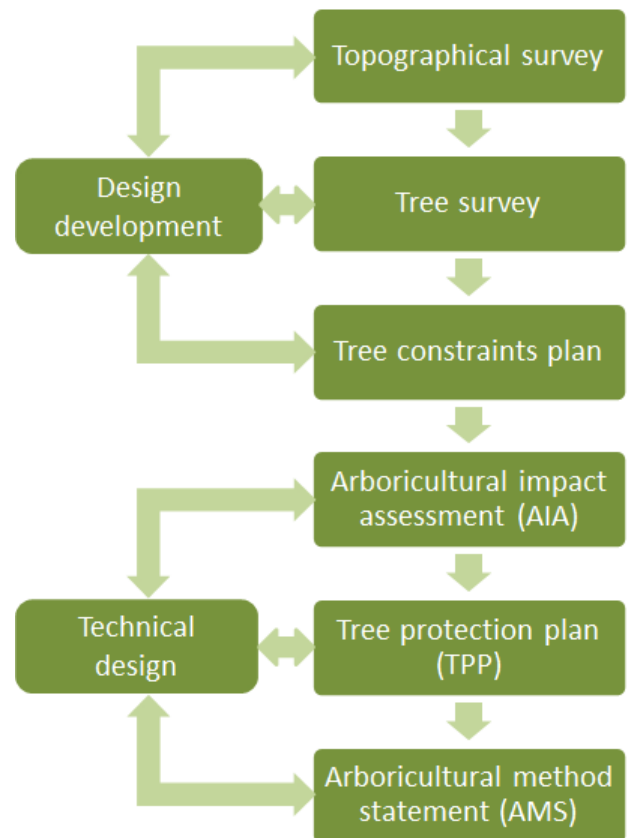 Topographical survey
Design
development
Tree survey
Tree constraints plan
Arboricultural impact
assessment (AIA)
Technical
design
Tree protection plan
(TPP)
Arboricultural method
statement (AMS)